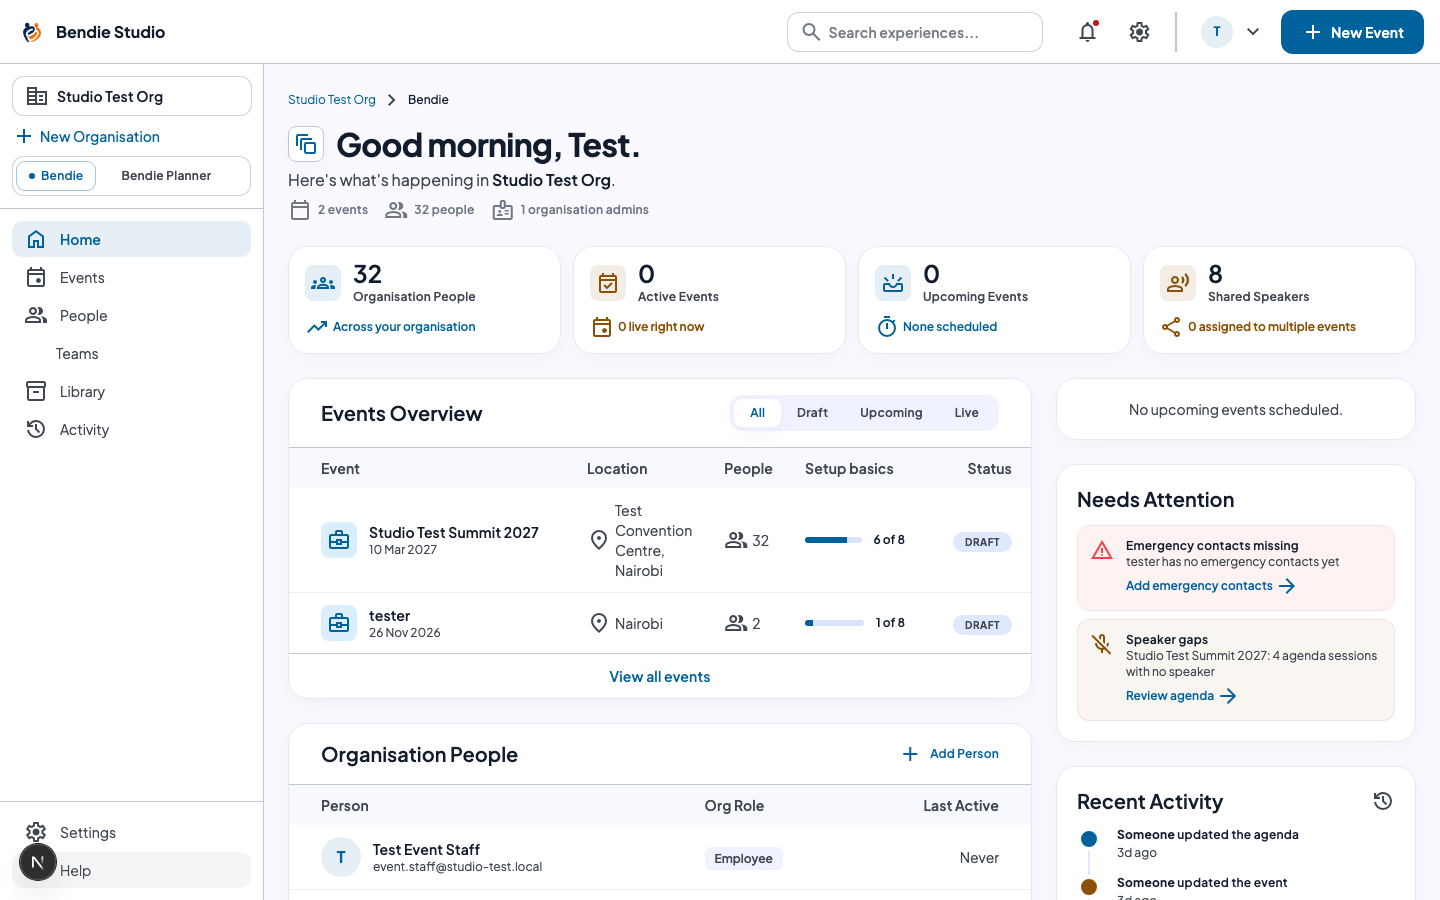 Bendie Studio
Search experiences...
T
New Event
Studio Test Org
New Organisation
Bendie
Bendie Planner
Home
Events
People
Teams
Library
Activity
Settings
N
Help
Studio Test Org
Bendie
Good morning, Test.
Here's what's happening in Studio Test Org.
2 events
32 people
1 organisation admins
32
Organisation People
Across your organisation
0
Active Events
0 live right now
0
Upcoming Events
None scheduled
8
Shared Speakers
0 assigned to multiple events
Events Overview
All
Draft
Upcoming
Live
Event
Location
People
Setup basics
Status
Studio Test Summit 2027
10 Mar 2027
Test
Convention
Centre,
Nairobi
32
6 of 8
DRAFT
tester
26 Nov 2026
Nairobi
2
1 of 8
DRAFT
View all events
Organisation People
Add Person
Person
Org Role
Last Active
T
Test Event Staff
event.staff@studio-test.local
Employee
Never
No upcoming events scheduled.
Needs Attention
Emergency contacts missing
tester has no emergency contacts yet
Add emergency contacts
Speaker gaps
Studio Test Summit 2027: 4 agenda sessions
with no speaker
Review agenda
Recent Activity
Someone updated the agenda
3d ago
Someone updated the event
3d ago